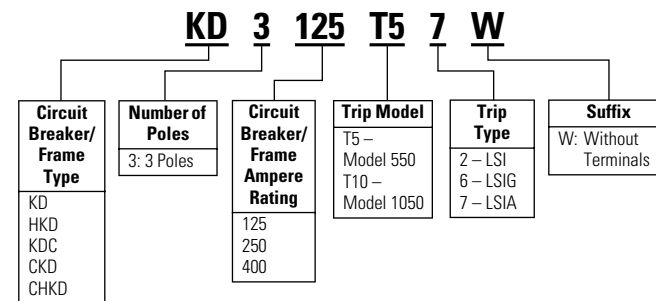 KD 3 125 T5 7 W
Circuit
Breaker/
Frame
Type
KD
HKD
KDC
CKD
CHKD
Number of
Poles
3: 3 Poles
Circuit
Breaker/
Frame
Ampere
Rating
125
250
400
Trip Model
T5 –
Model 550
T10 –
Model 1050
Trip
Type
2 – LSI
6 – LSIG
7 – LSIA
Suffix
W: Without
Terminals